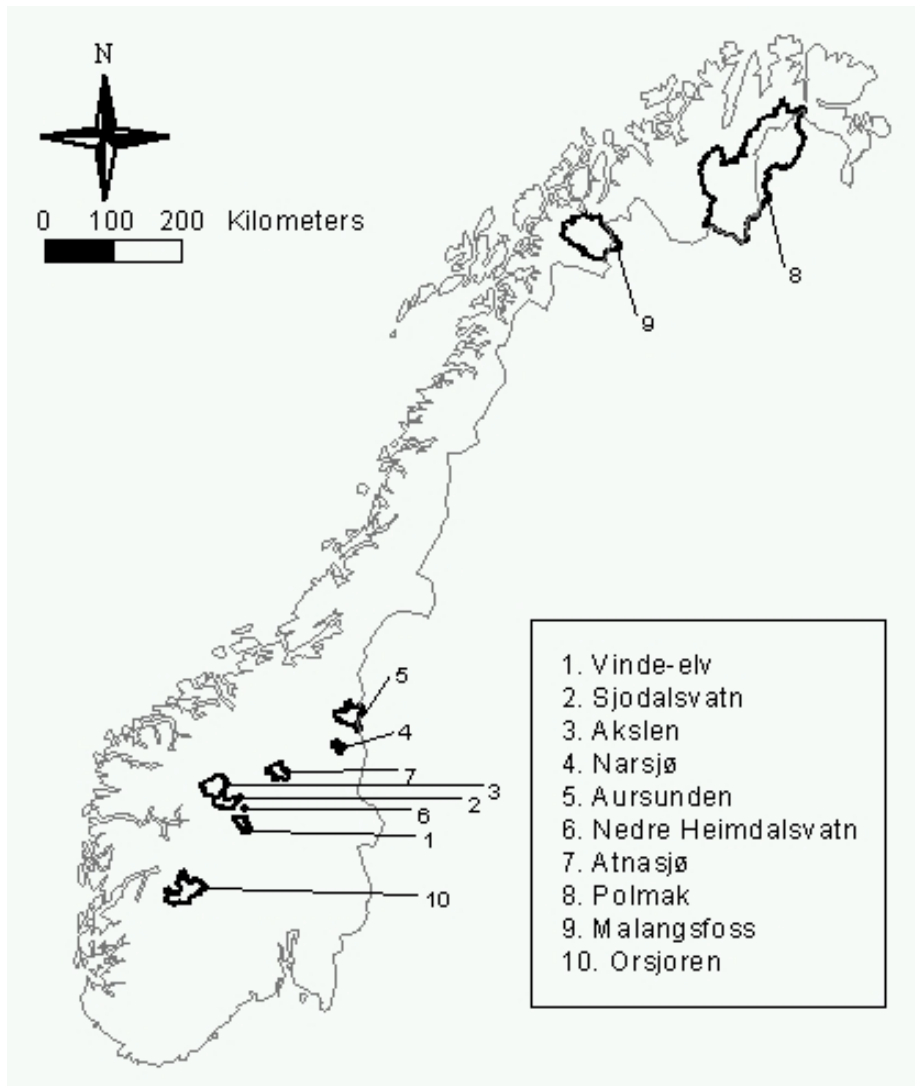 N
0 100 200 Kilometers
8
9
5
4
7
3
2
6
1
10
1. Vinde-elv
2. Sjodalsvatn
3. Akslen
4. Narsjø
5. Aursunden
6. Nedre Heimdalsvatn
7. Atnasjø
8. Polmak
9. Malangsfoss
10. Orsjoren